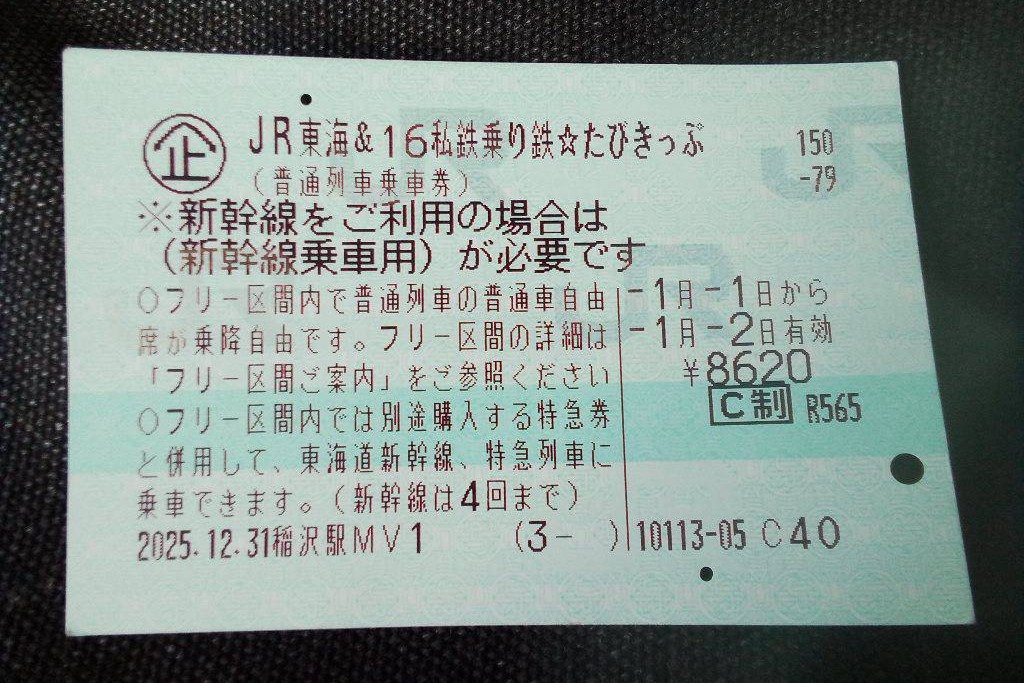 企 JR東海&16私鉄乗り鉄☆たびきっぷ 150
(普通列車乗車券) -79
※新幹線をご利用の場合は
(新幹線乗車用)が必要です
○フリー区間内で普通列車の普通車自由 -1月-1日から
席が乗降自由です。フリー区間の詳細は -1月-2日有効
「フリー区間ご案内」をご参照ください ¥8620
○フリー区間内では別途購入する特急券 C制 R565
と併用して、東海道新幹線、特急列車に
乗車できます。(新幹線は4回まで)
2025.12.31稲沢駅MV1 (3- ) 10113-05 C40